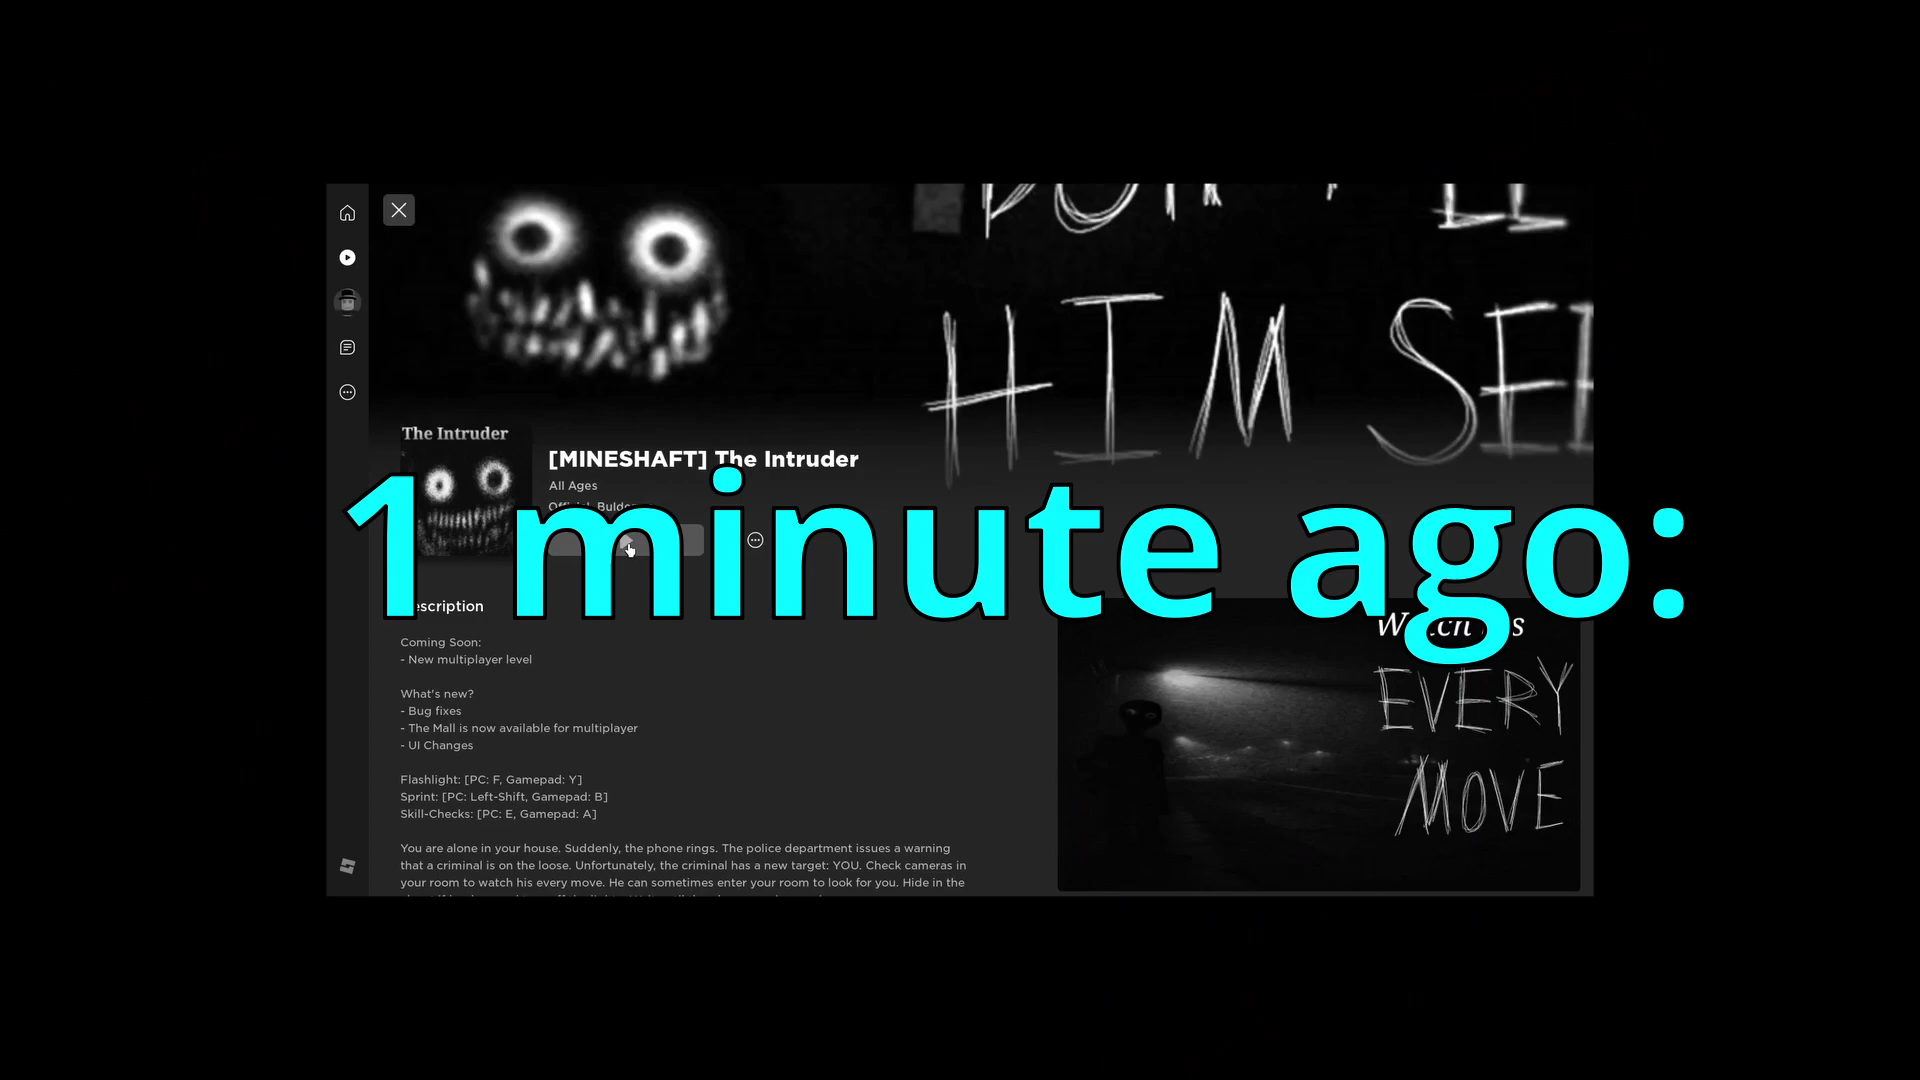 HIM SEE
The Intruder
[MINESHAFT] The Intruder
All Ages
1 minute ago:
Description
Coming Soon:
- New multiplayer level
What's new?
- Bug fixes
- The Mall is now available for multiplayer
- UI Changes
Flashlight: [PC: F, Gamepad: Y]
Sprint: [PC: Left-Shift, Gamepad: B]
Skill-Checks: [PC: E, Gamepad: A]
You are alone in your house. Suddenly, the phone rings. The police department issues a warning
that a criminal is on the loose. Unfortunately, the criminal has a new target: YOU. Check cameras in
your room to watch his every move. He can sometimes enter your room to look for you. Hide in the
EVERY
MOVE